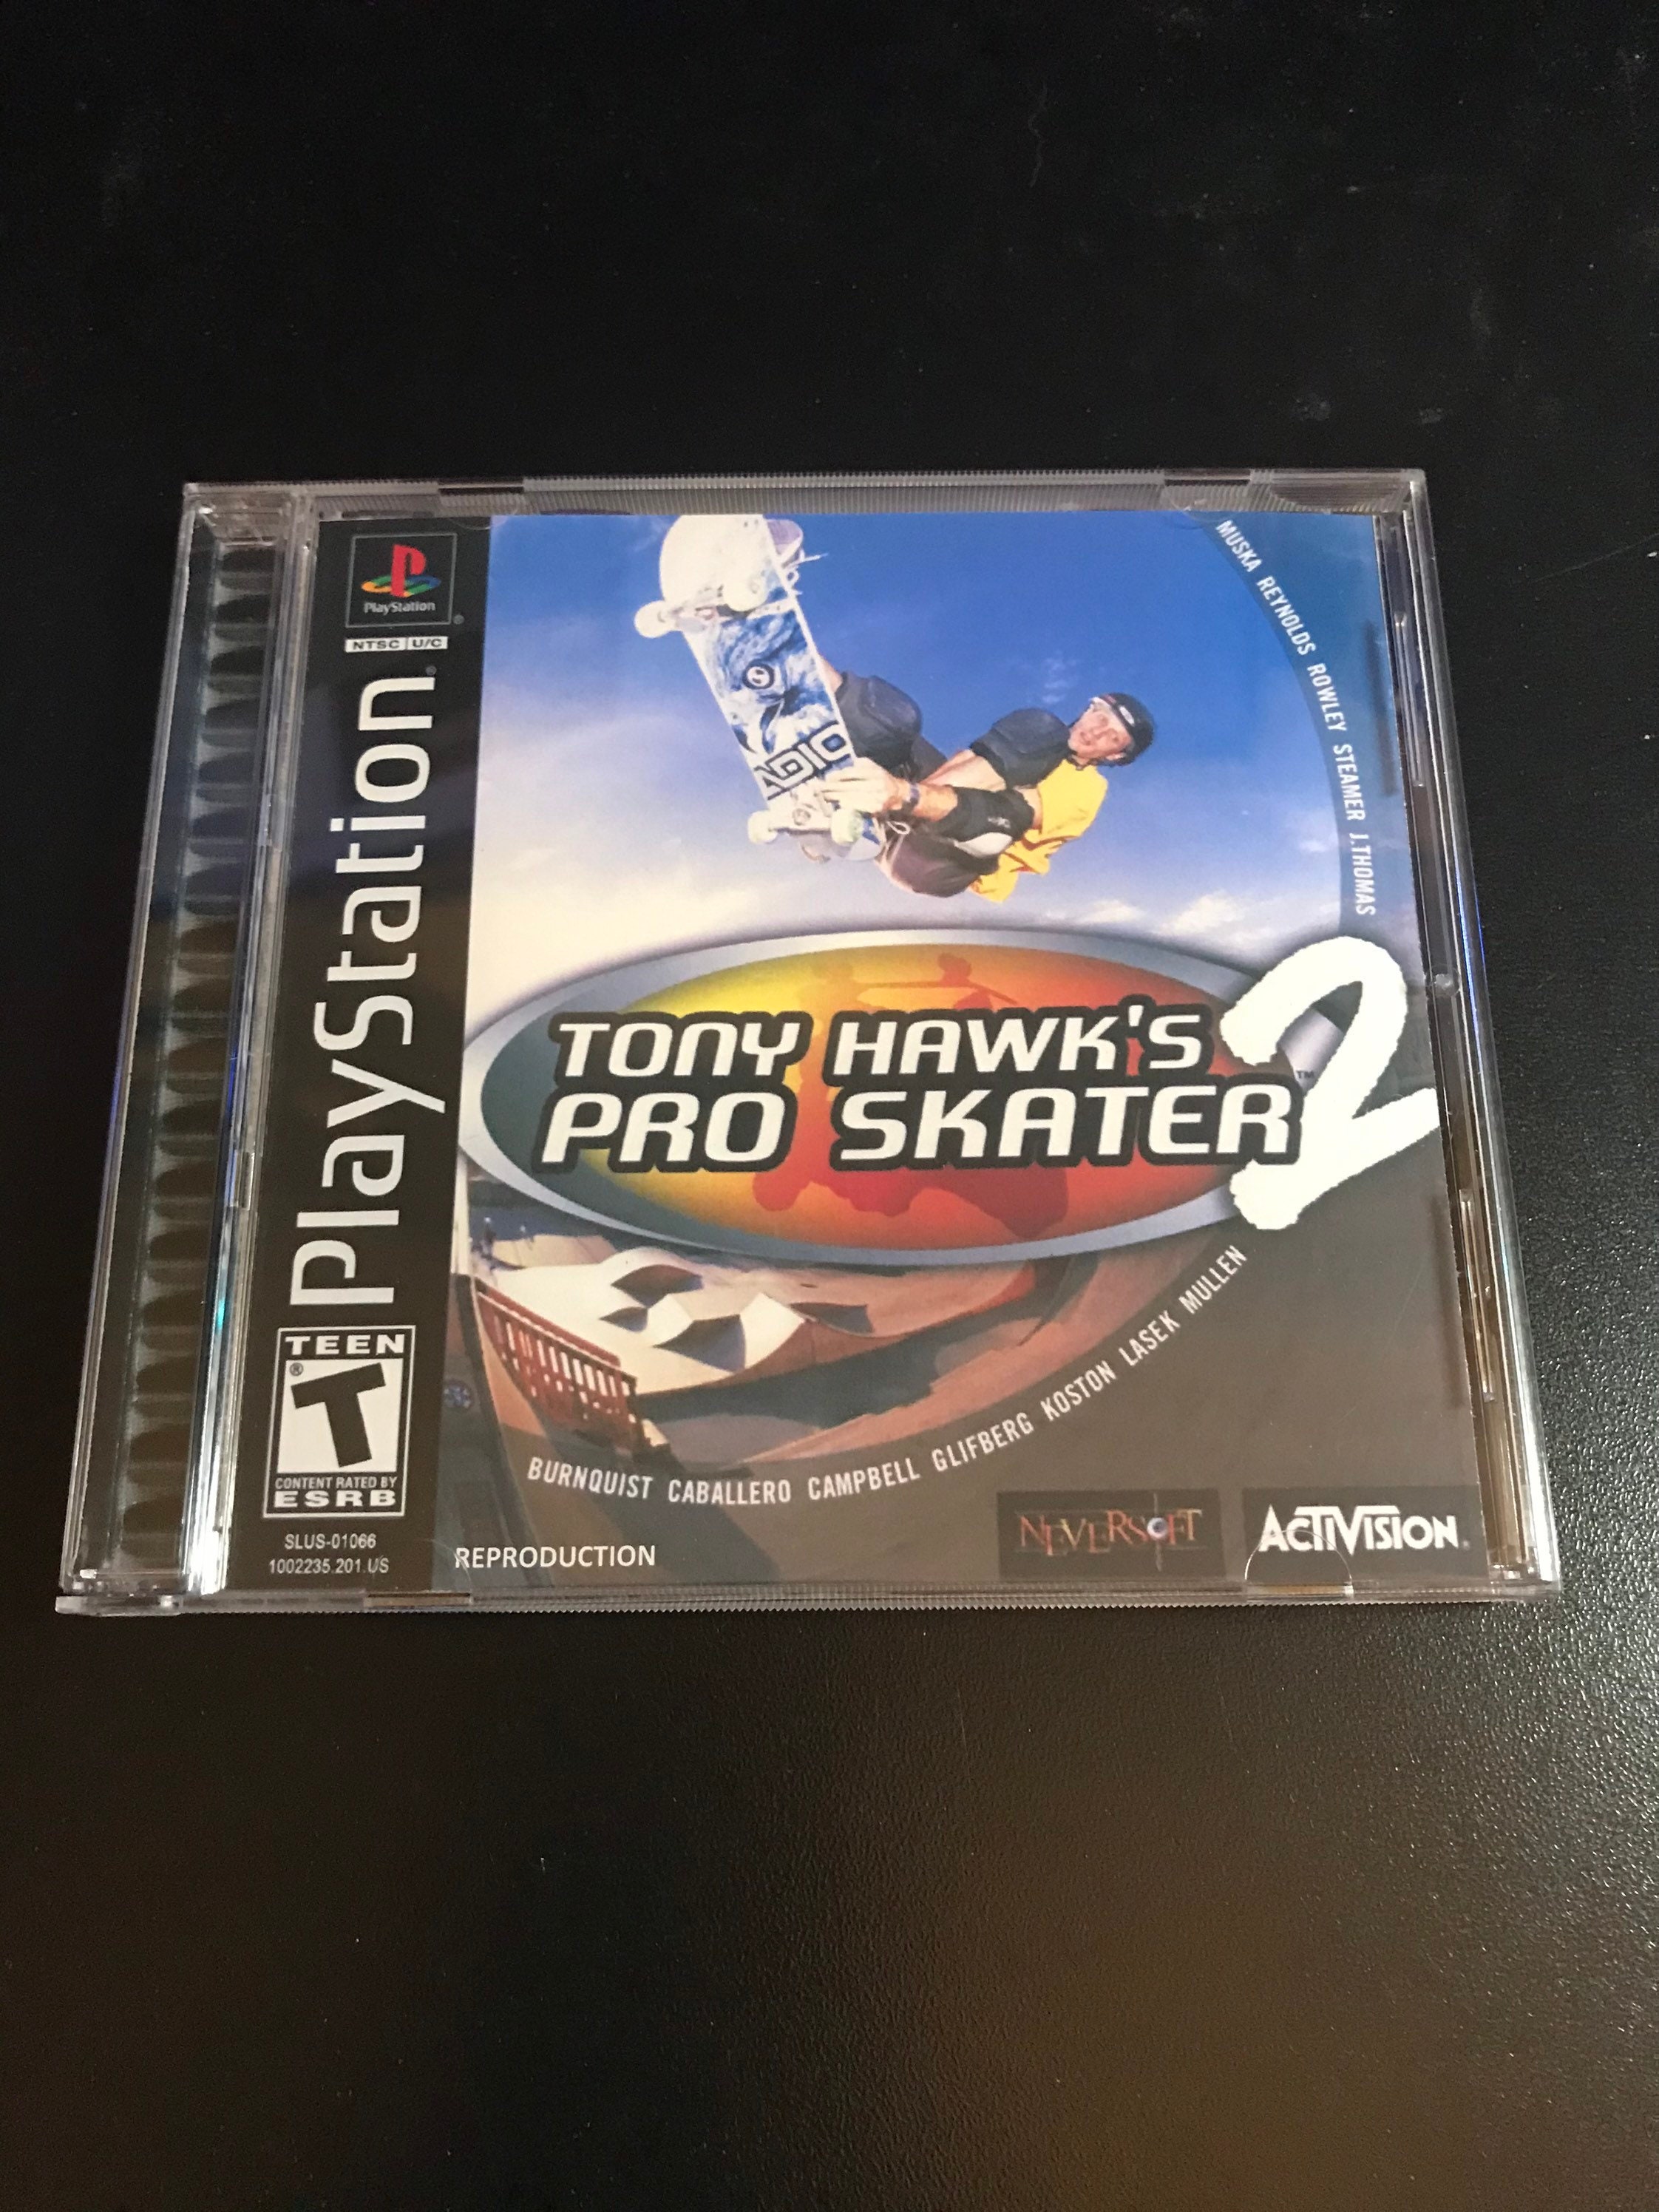 PlayStation
NTSC U/C
PlayStation
TEEN
T
CONTENT RATED BY
ESRB
SLUS-01066
1002235.201.US
MUSKA REYNOLDS ROWLEY STEAMER J.THOMAS
TONY HAWK'S
PRO SKATER 2
BURNQUIST CABALLERO CAMPBELL GLIFBERG KOSTON LASEK MULLEN
REPRODUCTION
NEVERSOFT
ACTIVISION